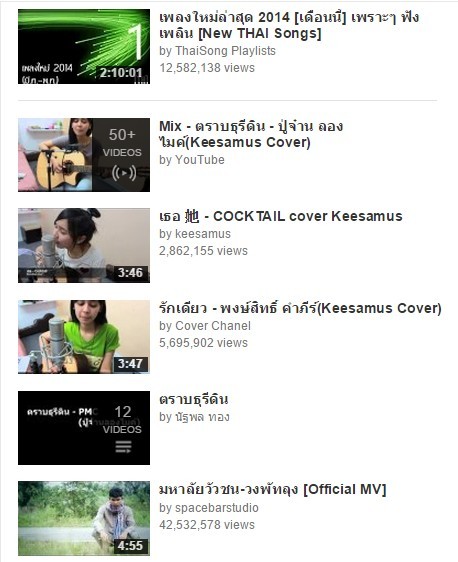 เพลงใหม่ล่าสุด 2014 [เดือนนี้] เพราะๆ ฟัง
เพลิน [New THAI Songs]
by ThaiSong Playlists
12,582,138 views
1
เพลงใหม่ 2014
2:10:01
Mix - ตราบธุรีดิน - ปู่จ๋าน ลอง
ไมค์(Keesamus Cover)
by YouTube
50+
VIDEOS
เธอ 她 - COCKTAIL cover Keesamus
by keesamus
2,862,155 views
3:46
รักเดียว - พงษ์สิทธิ์ คำภีร์(Keesamus Cover)
by Cover Chanel
5,695,902 views
3:47
ตราบธุรีดิน
by นัฐพล ทอง
ตราบธุรีดิน - PMC
12
VIDEOS
มหาลัยวัวชน-วงพัทลุง [Official MV]
by spacebarstudio
42,532,578 views
4:55